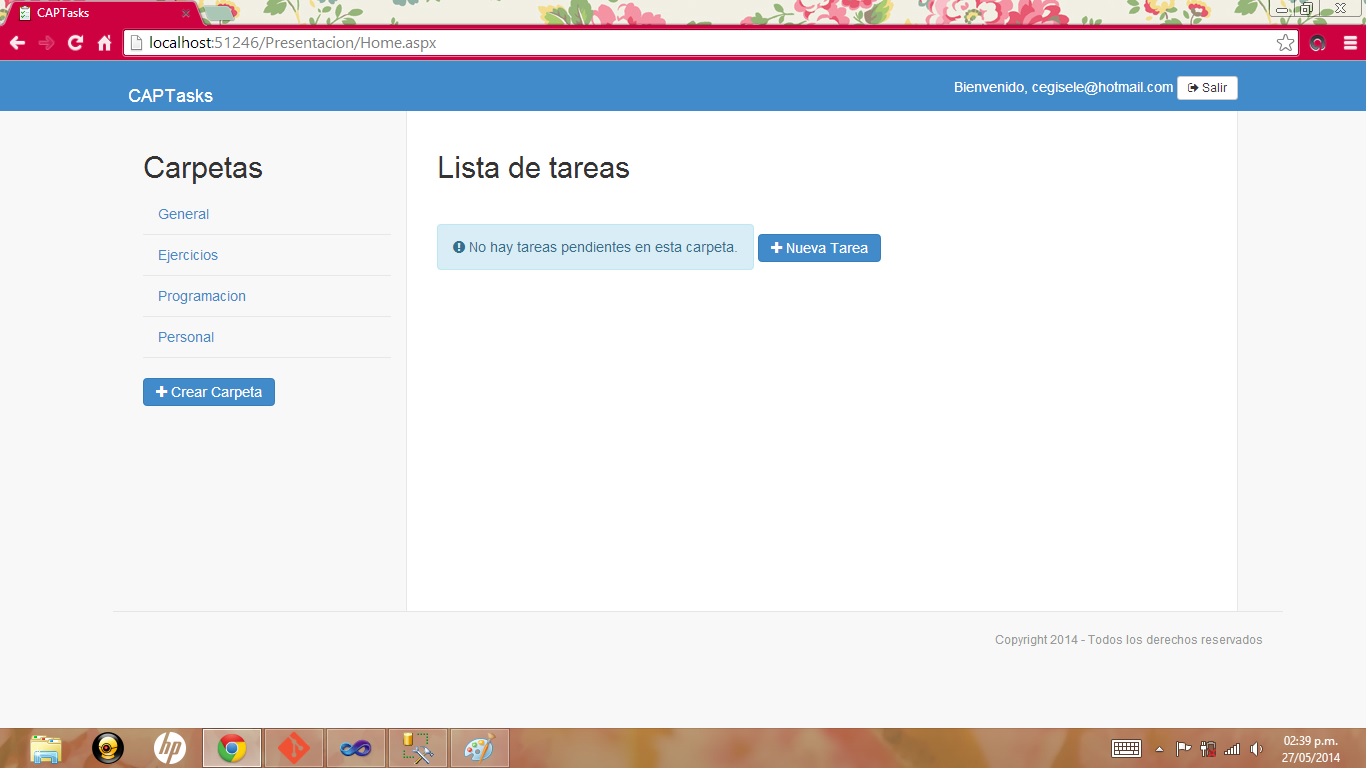 CAPTasks
localhost:51246/Presentacion/Home.aspx
CAPTasks
Bienvenido, cegisele@hotmail.com Salir
Carpetas
General
Ejercicios
Programacion
Personal
Crear Carpeta
Lista de tareas
No hay tareas pendientes en esta carpeta. Nueva Tarea
Copyright 2014 - Todos los derechos reservados
hp
02:39 p.m.
27/05/2014